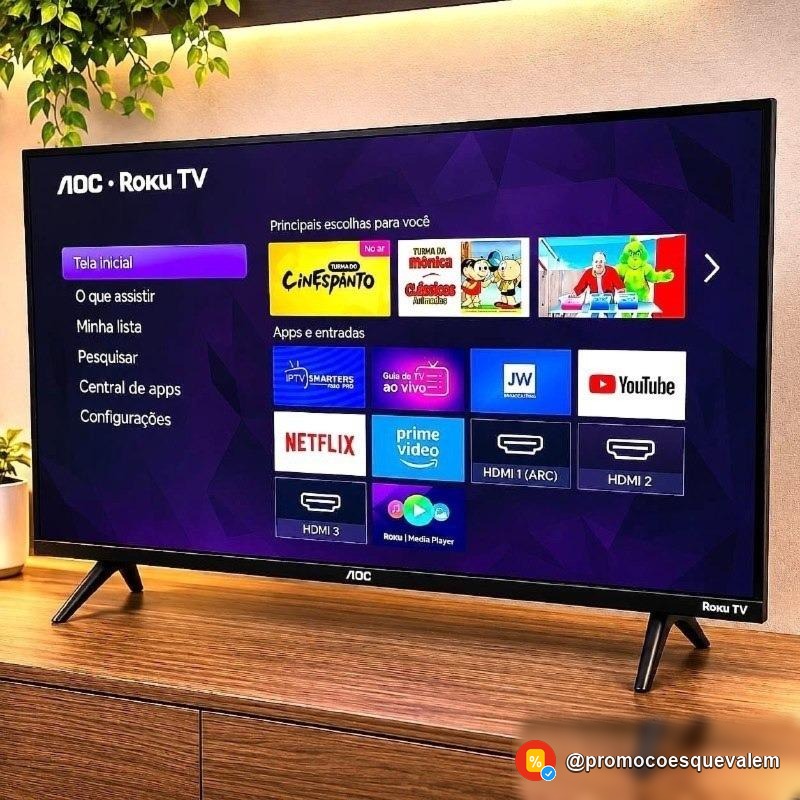 AOC • Roku TV
Principais escolhas para você
Tela inicial
O que assistir
Minha lista
Pesquisar
Central de apps
Configurações
No ar
TURMA DO
CINESPANTO
TURMA DA
mônica
CLÁSSICOS
Animados
Apps e entradas
IPTV SMARTERS
PRO
Guia de TV
ao vivo
JW
BROADCASTING
YouTube
NETFLIX
prime
video
HDMI 1 (ARC)
HDMI 2
HDMI 3
Roku | Media Player
AOC
Roku TV
%
@promocoesquevalem